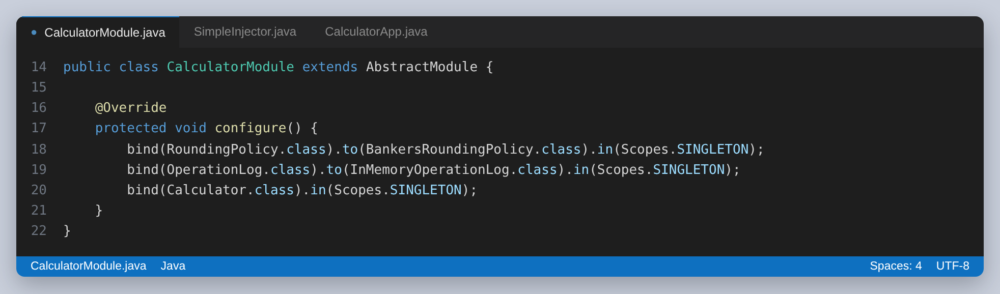 CalculatorModule.java SimpleInjector.java CalculatorApp.java
14 public class CalculatorModule extends AbstractModule {
15
16     @Override
17     protected void configure() {
18         bind(RoundingPolicy.class).to(BankersRoundingPolicy.class).in(Scopes.SINGLETON);
19         bind(OperationLog.class).to(InMemoryOperationLog.class).in(Scopes.SINGLETON);
20         bind(Calculator.class).in(Scopes.SINGLETON);
21     }
22 }
CalculatorModule.java Java Spaces: 4 UTF-8